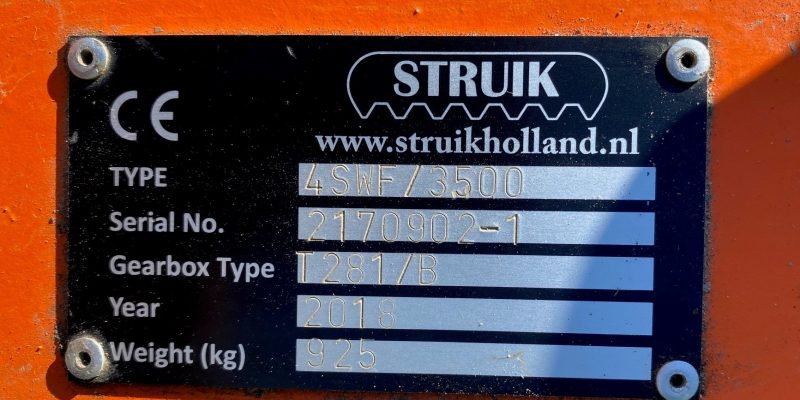 STRUIK
CE
www.struikholland.nl
TYPE 4SWF/3500
Serial No. 2170902-1
Gearbox Type T281/B
Year 2018
Weight (kg) 925